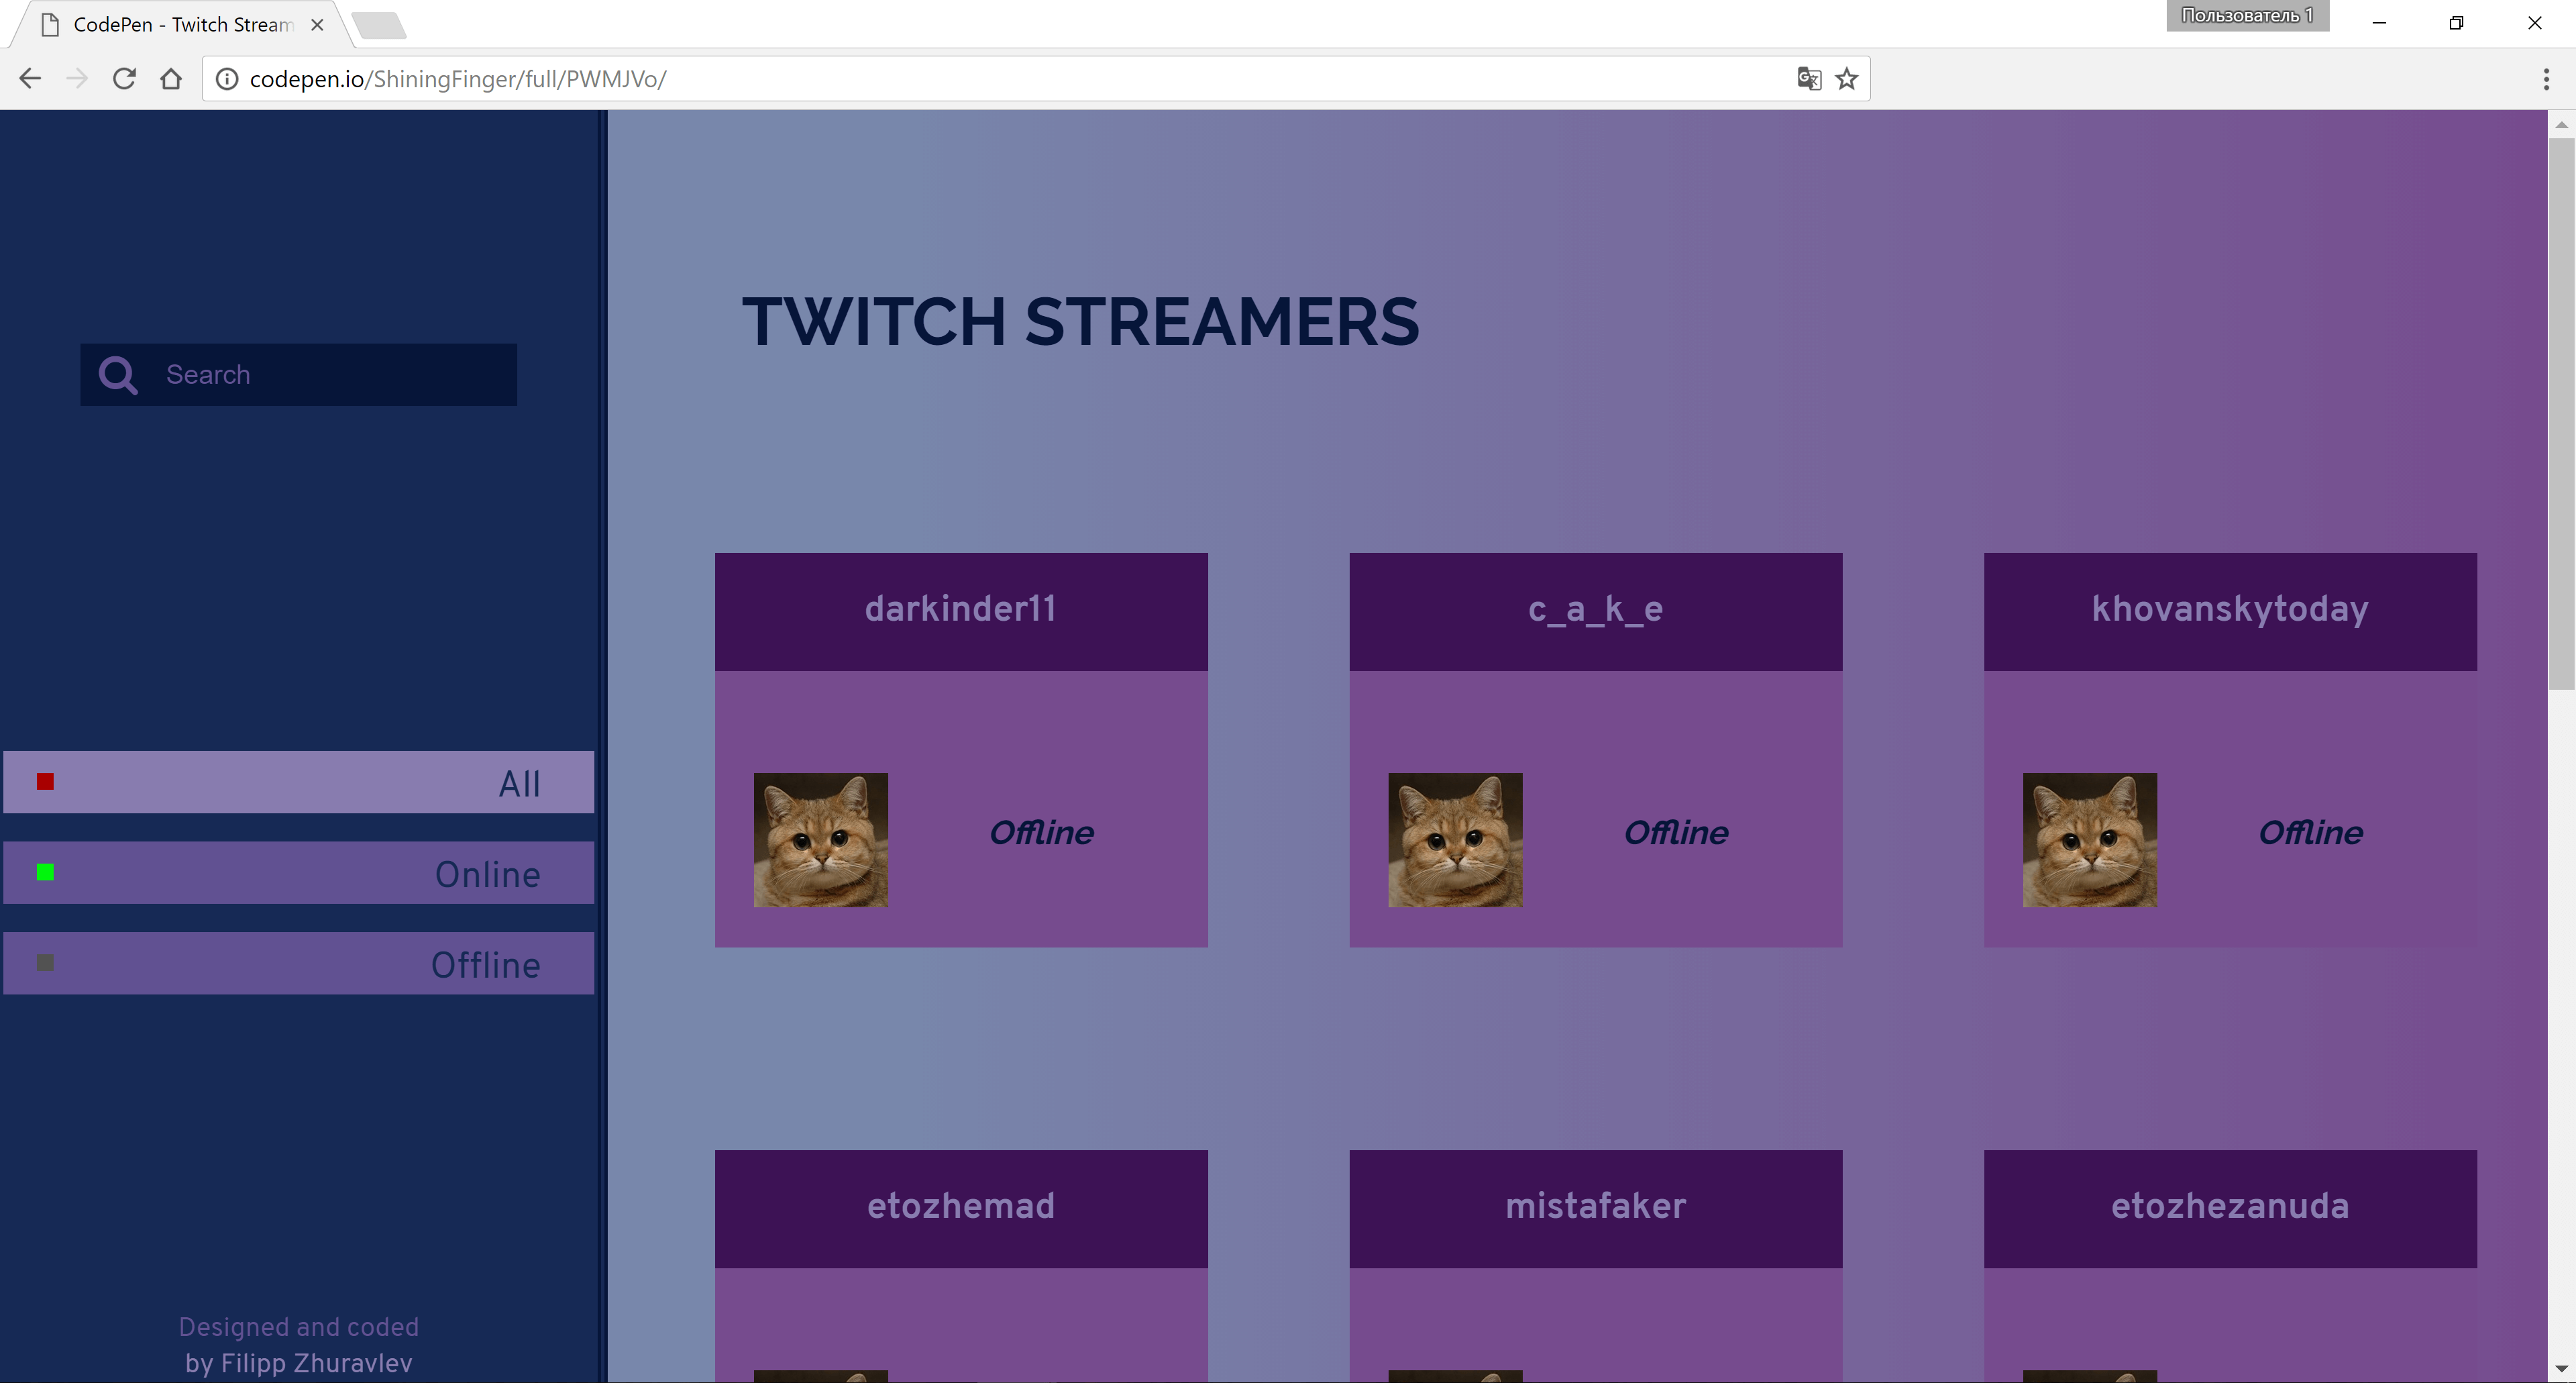 CodePen - Twitch Stream
Пользователь 1
codepen.io/ShiningFinger/full/PWMJVo/
Search
All
Online
Offline
Designed and coded
by Filipp Zhuravlev
TWITCH STREAMERS
darkinder11
Offline
c_a_k_e
Offline
khovanskytoday
Offline
etozhemad
mistafaker
etozhezanuda